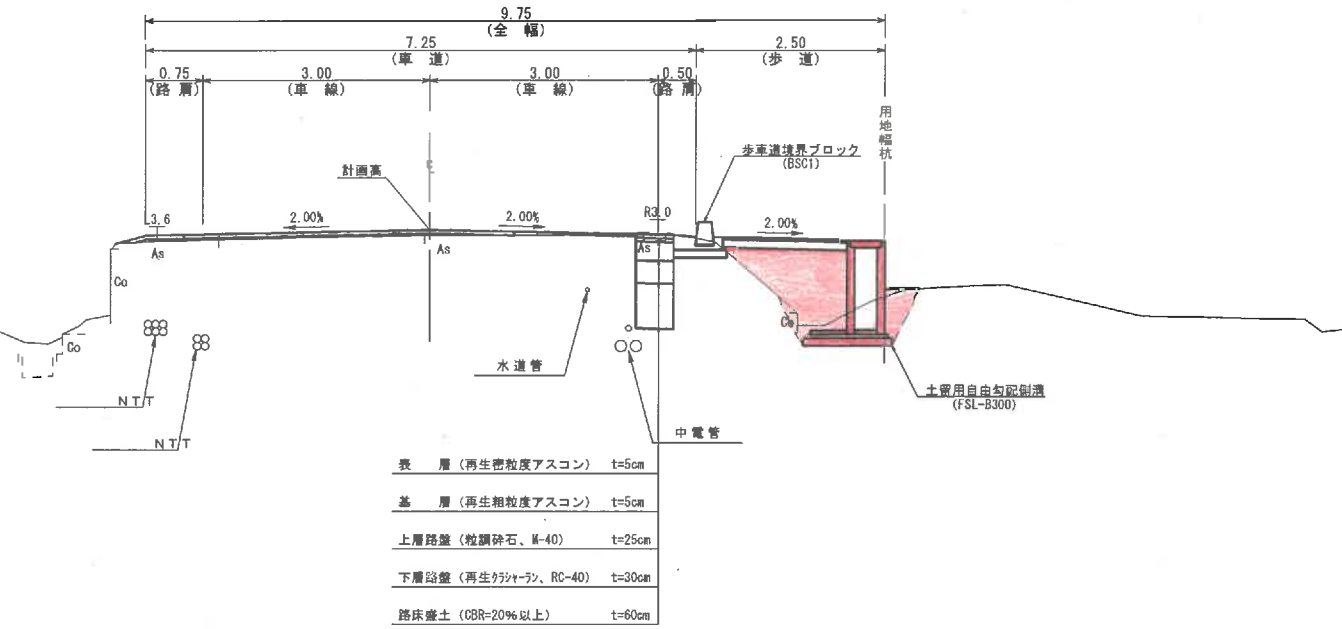 9.75
(全 幅)
7.25
(車 道)
2.50
(歩 道)
0.75
(路 肩)
3.00
(車 線)
3.00
(車 線)
0.50
(路 肩)
用地幅杭
歩車道境界ブロック
(BSC1)
計画高
L3.6
2.00%
2.00%
R3.0
2.00%
As
As
As
Co
Co
Co
水道管
NTT
NTT
中電管
土留用自由勾配側溝
(FSL-B300)
表 層 (再生密粒度アスコン) t=5cm
基 層 (再生粗粒度アスコン) t=5cm
上層路盤 (粒調砕石、M-40) t=25cm
下層路盤 (再生クラシャーラン、RC-40) t=30cm
路床盛土 (CBR=20%以上) t=60cm